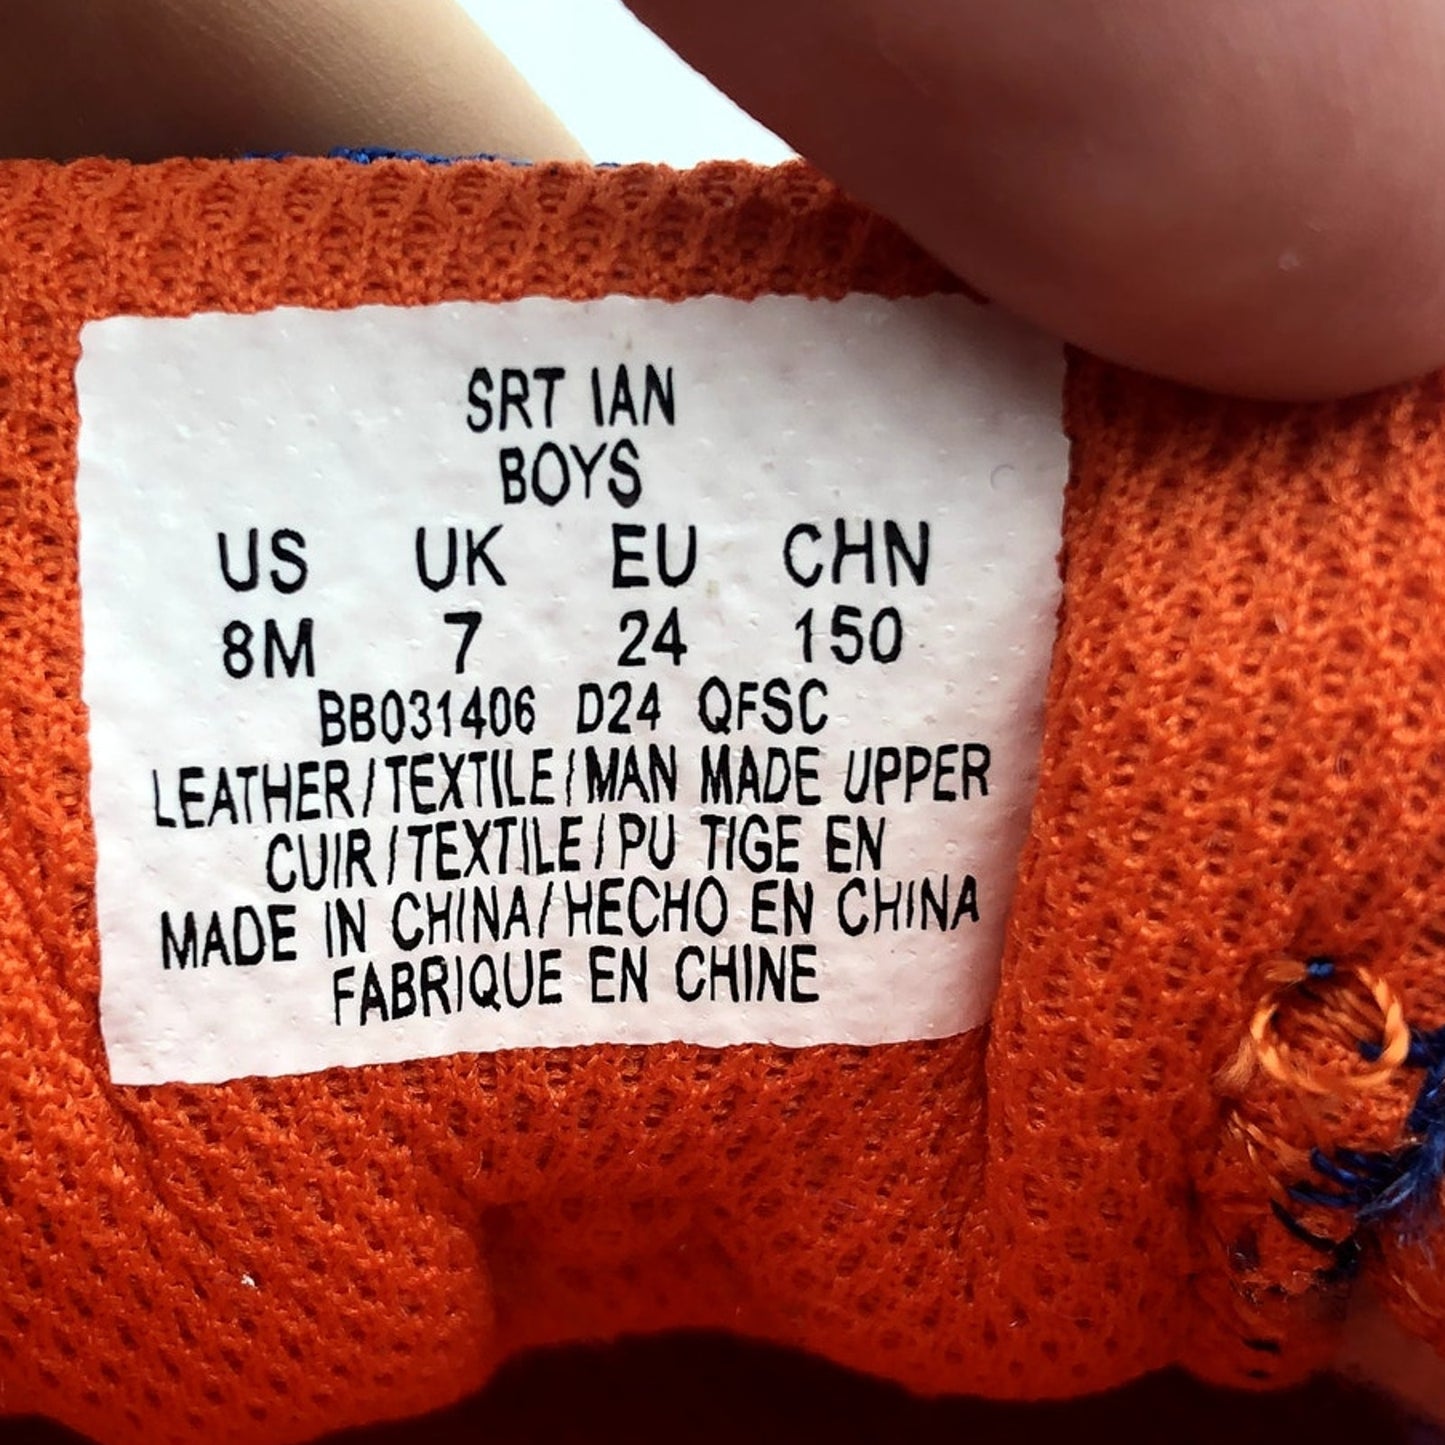 SRT IAN
BOYS
US UK EU CHN
8M 7 24 150
BB031406 D24 QFSC
LEATHER/TEXTILE/MAN MADE UPPER
CUIR/TEXTILE/PU TIGE EN
MADE IN CHINA/HECHO EN CHINA
FABRIQUE EN CHINE